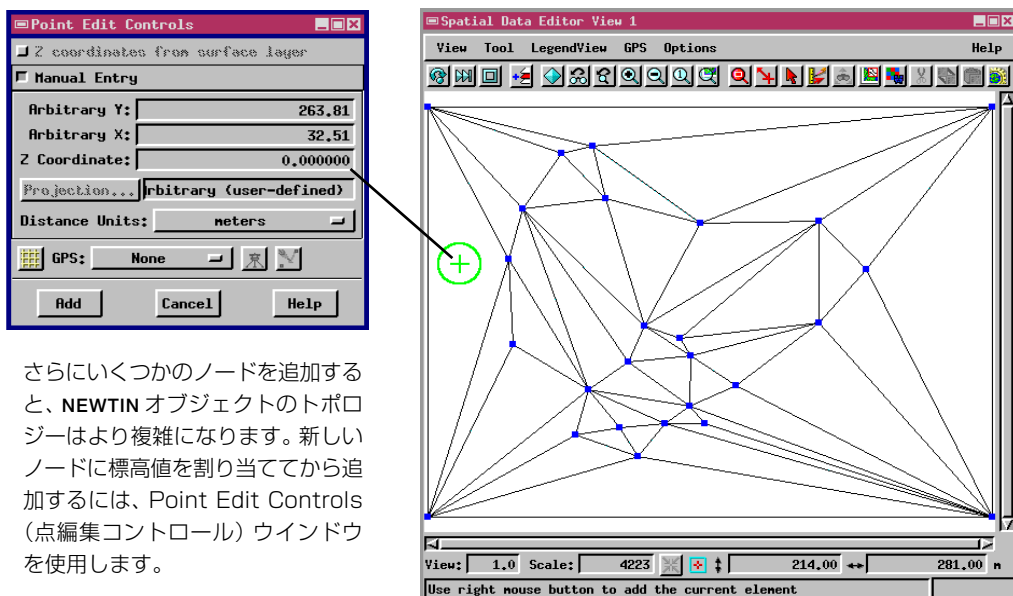 Point Edit Controls
Z coordinates from surface layer
Manual Entry
Arbitrary Y: 263.81
Arbitrary X: 32.51
Z Coordinate: 0.000000
Projection... rbitrary (user-defined)
Distance Units: meters
GPS: None
Add Cancel Help
さらにいくつかのノードを追加する
と、NEWTIN オブジェクトのトポロ
ジーはより複雑になります。新しい
ノードに標高値を割り当ててから追
加するには、Point Edit Controls
（点編集コントロール）ウインドウ
を使用します。
Spatial Data Editor View 1
View Tool LegendView GPS Options Help
View: 1.0 Scale: 4223 214.00 281.00 m
Use right mouse button to add the current element